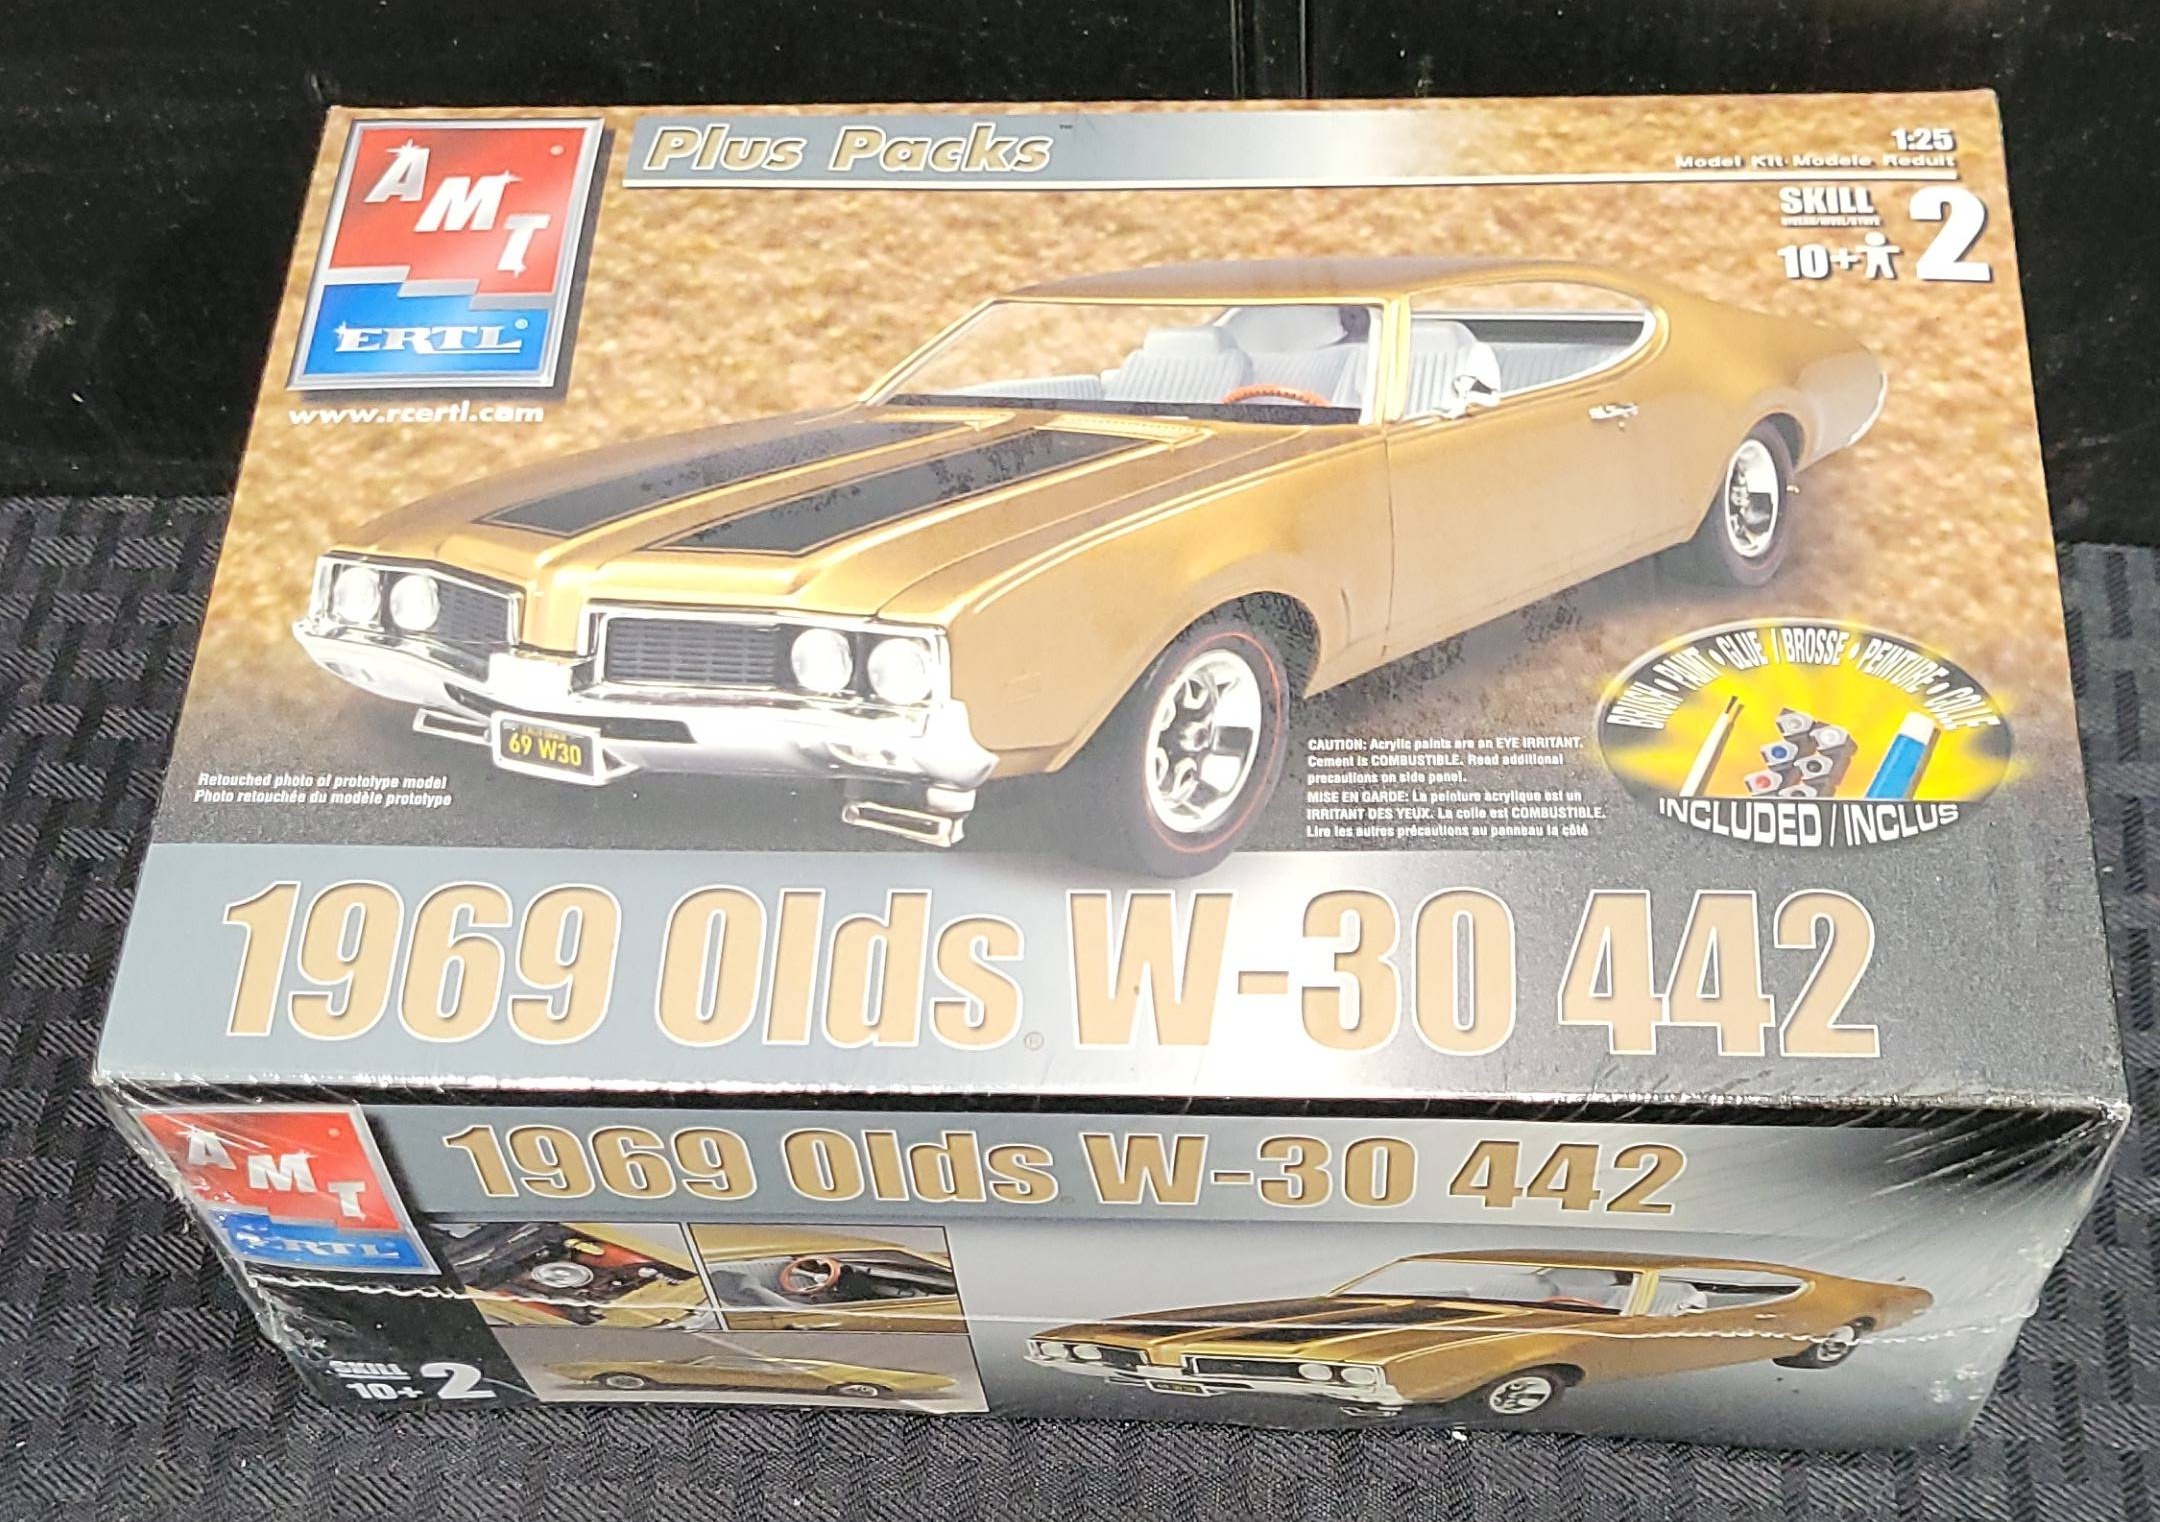 Plus Packs™
1:25
Model Kit·Modele Reduit
AMT
ERTL®
SKILL
10+ 2
www.rcertl.com
69 W30
BRUSH • PAINT • GLUE / BROSSE • PEINTURE • COLLE
INCLUDED / INCLUS
CAUTION: Acrylic paints are an EYE IRRITANT.
Cement is COMBUSTIBLE. Read additional
precautions on side panel.
MISE EN GARDE: La peinture acrylique est un
IRRITANT DES YEUX. La colle est COMBUSTIBLE.
Lire les autres précautions au panneau la côté
Retouched photo of prototype model
Photo retouchée du modèle prototype
1969 Olds® W-30 442
AMT
ERTL
1969 Olds W-30 442
SKILL
10+ 2